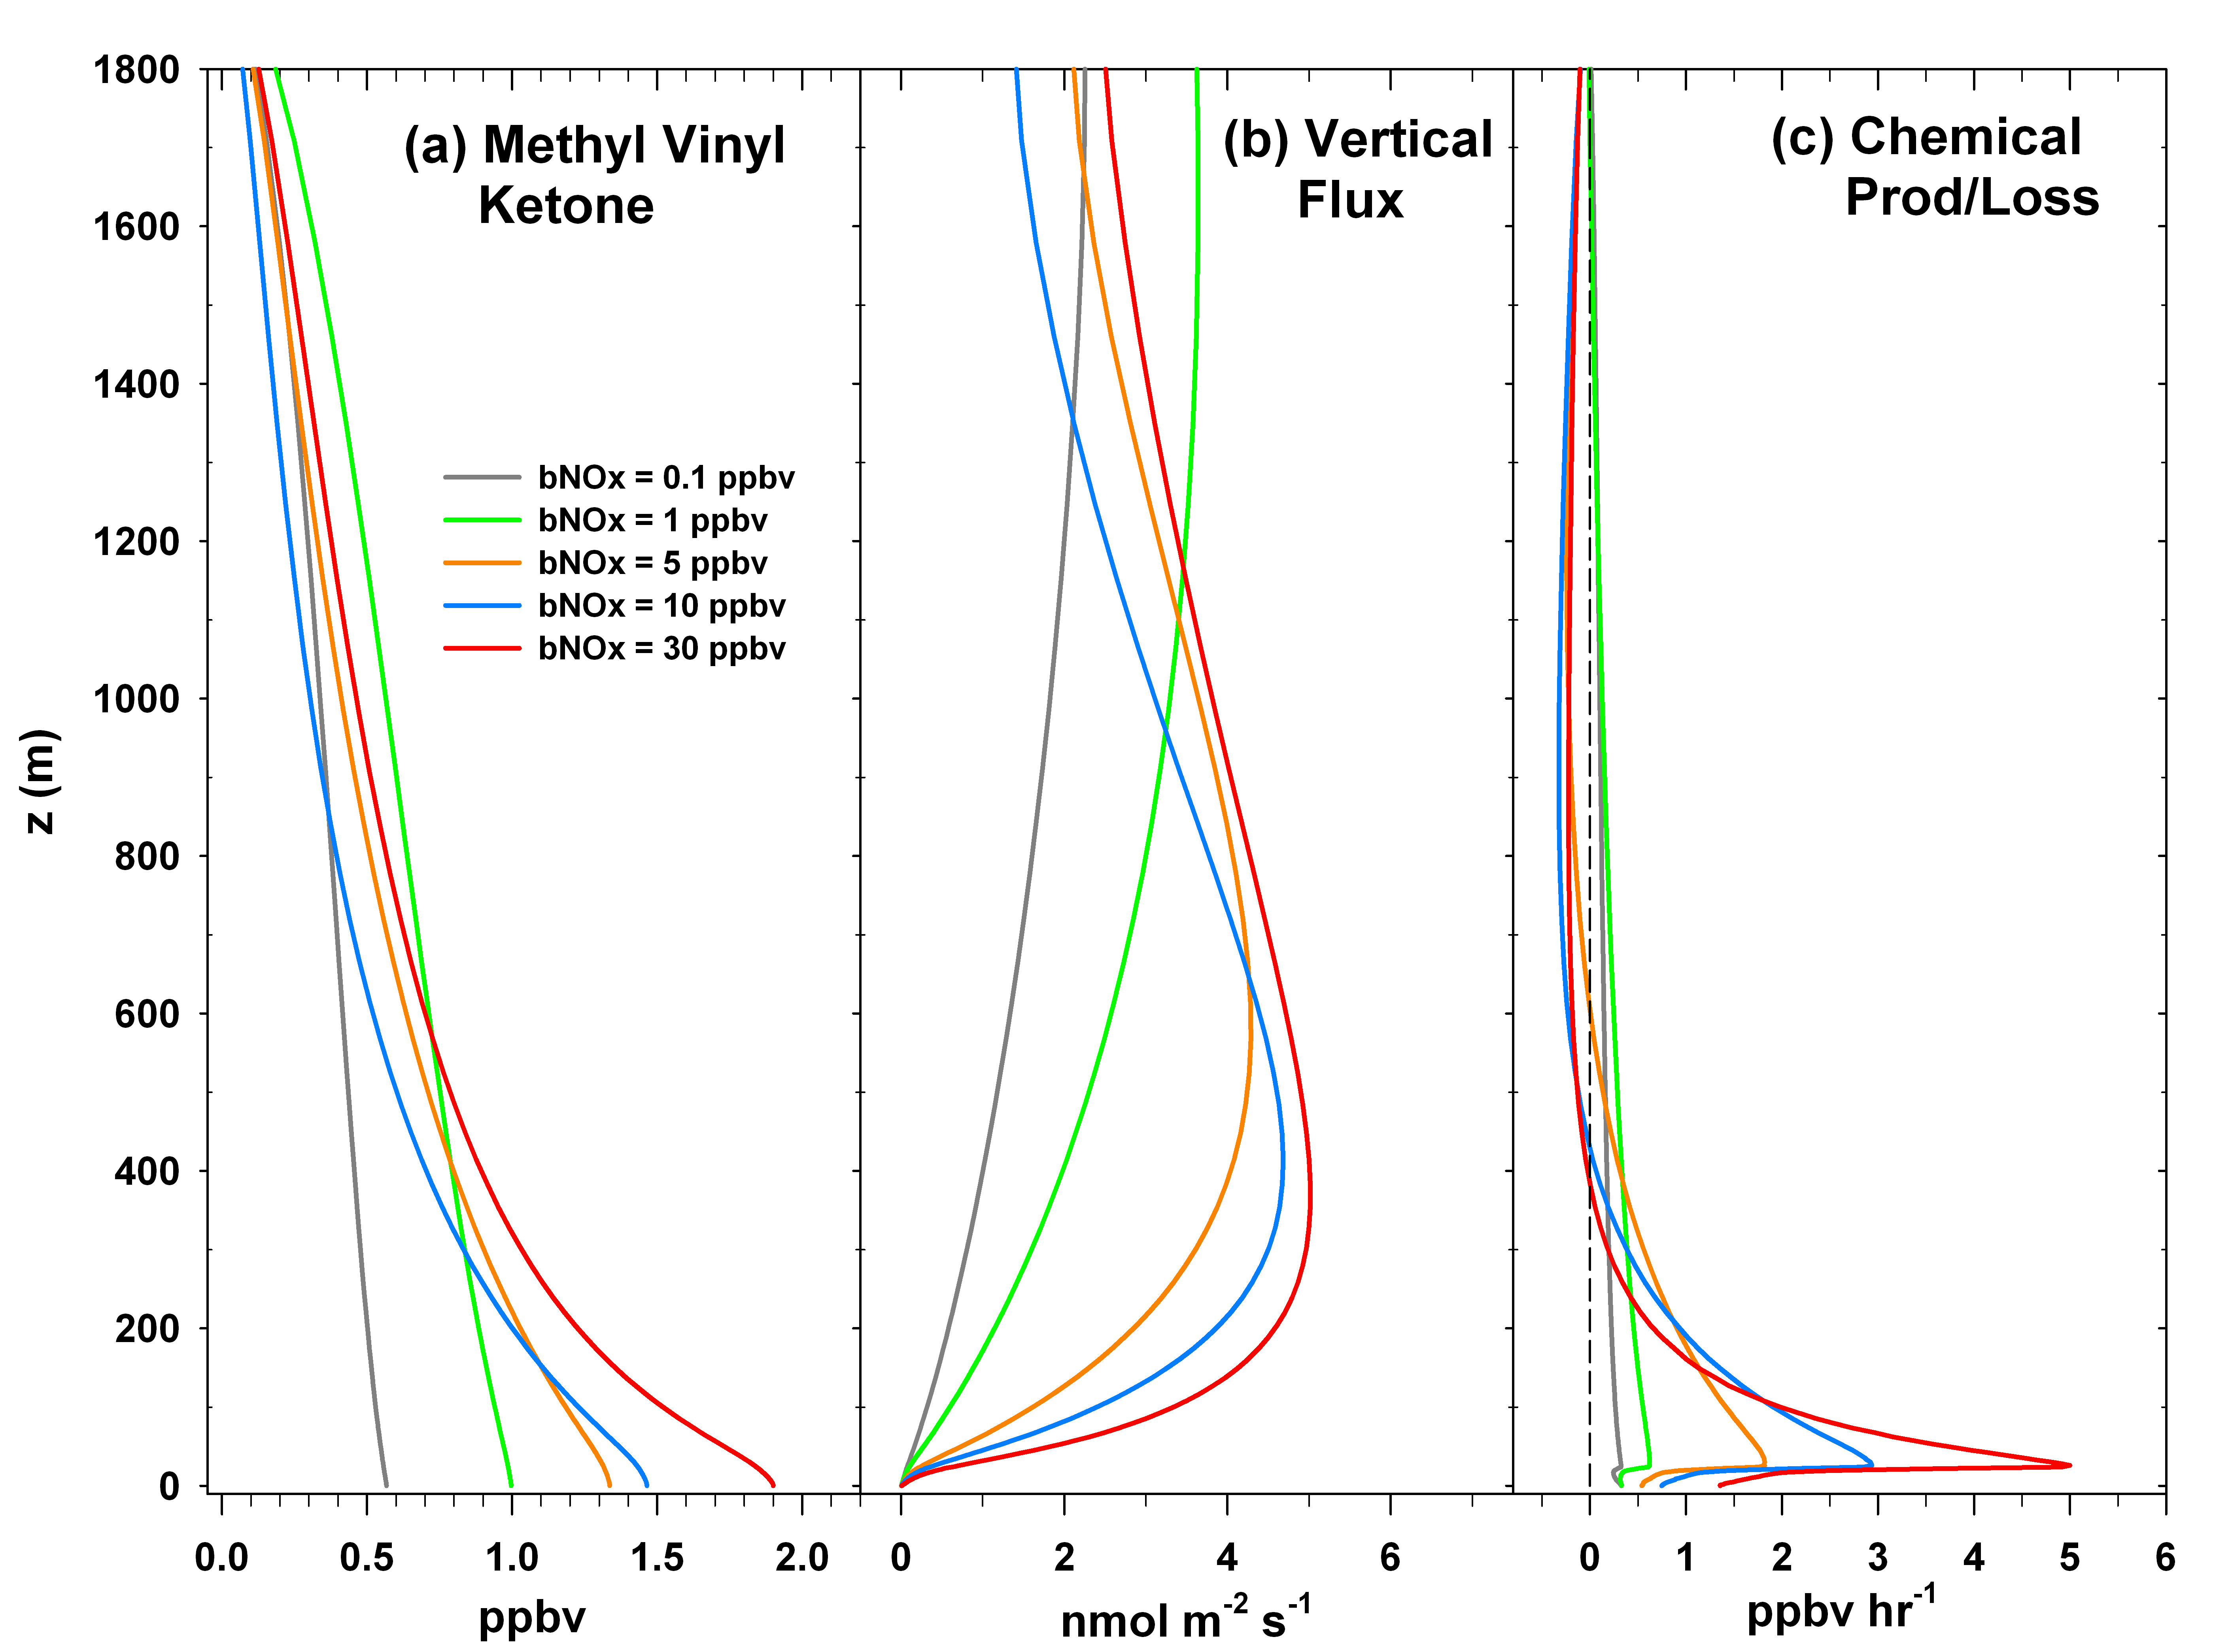 (a) Methyl Vinyl
Ketone
(b) Vertical
Flux
(c) Chemical
Prod/Loss
1800
1600
1400
1200
1000
800
600
400
200
0
z (m)
bNOx = 0.1 ppbv
bNOx = 1 ppbv
bNOx = 5 ppbv
bNOx = 10 ppbv
bNOx = 30 ppbv
0.0 0.5 1.0 1.5 2.0
ppbv
0 2 4 6
nmol m-2 s-1
0 1 2 3 4 5 6
ppbv hr-1